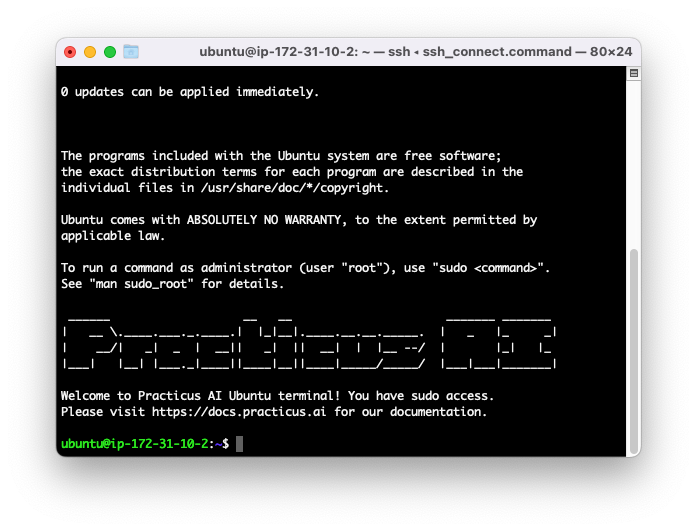 ubuntu@ip-172-31-10-2: ~ — ssh ◂ ssh_connect.command — 80×24
0 updates can be applied immediately.
The programs included with the Ubuntu system are free software;
the exact distribution terms for each program are described in the
individual files in /usr/share/doc/*/copyright.
Ubuntu comes with ABSOLUTELY NO WARRANTY, to the extent permitted by
applicable law.
To run a command as administrator (user "root"), use "sudo <command>".
See "man sudo_root" for details.
Practicus AI
Welcome to Practicus AI Ubuntu terminal! You have sudo access.
Please visit https://docs.practicus.ai for our documentation.
ubuntu@ip-172-31-10-2:~$